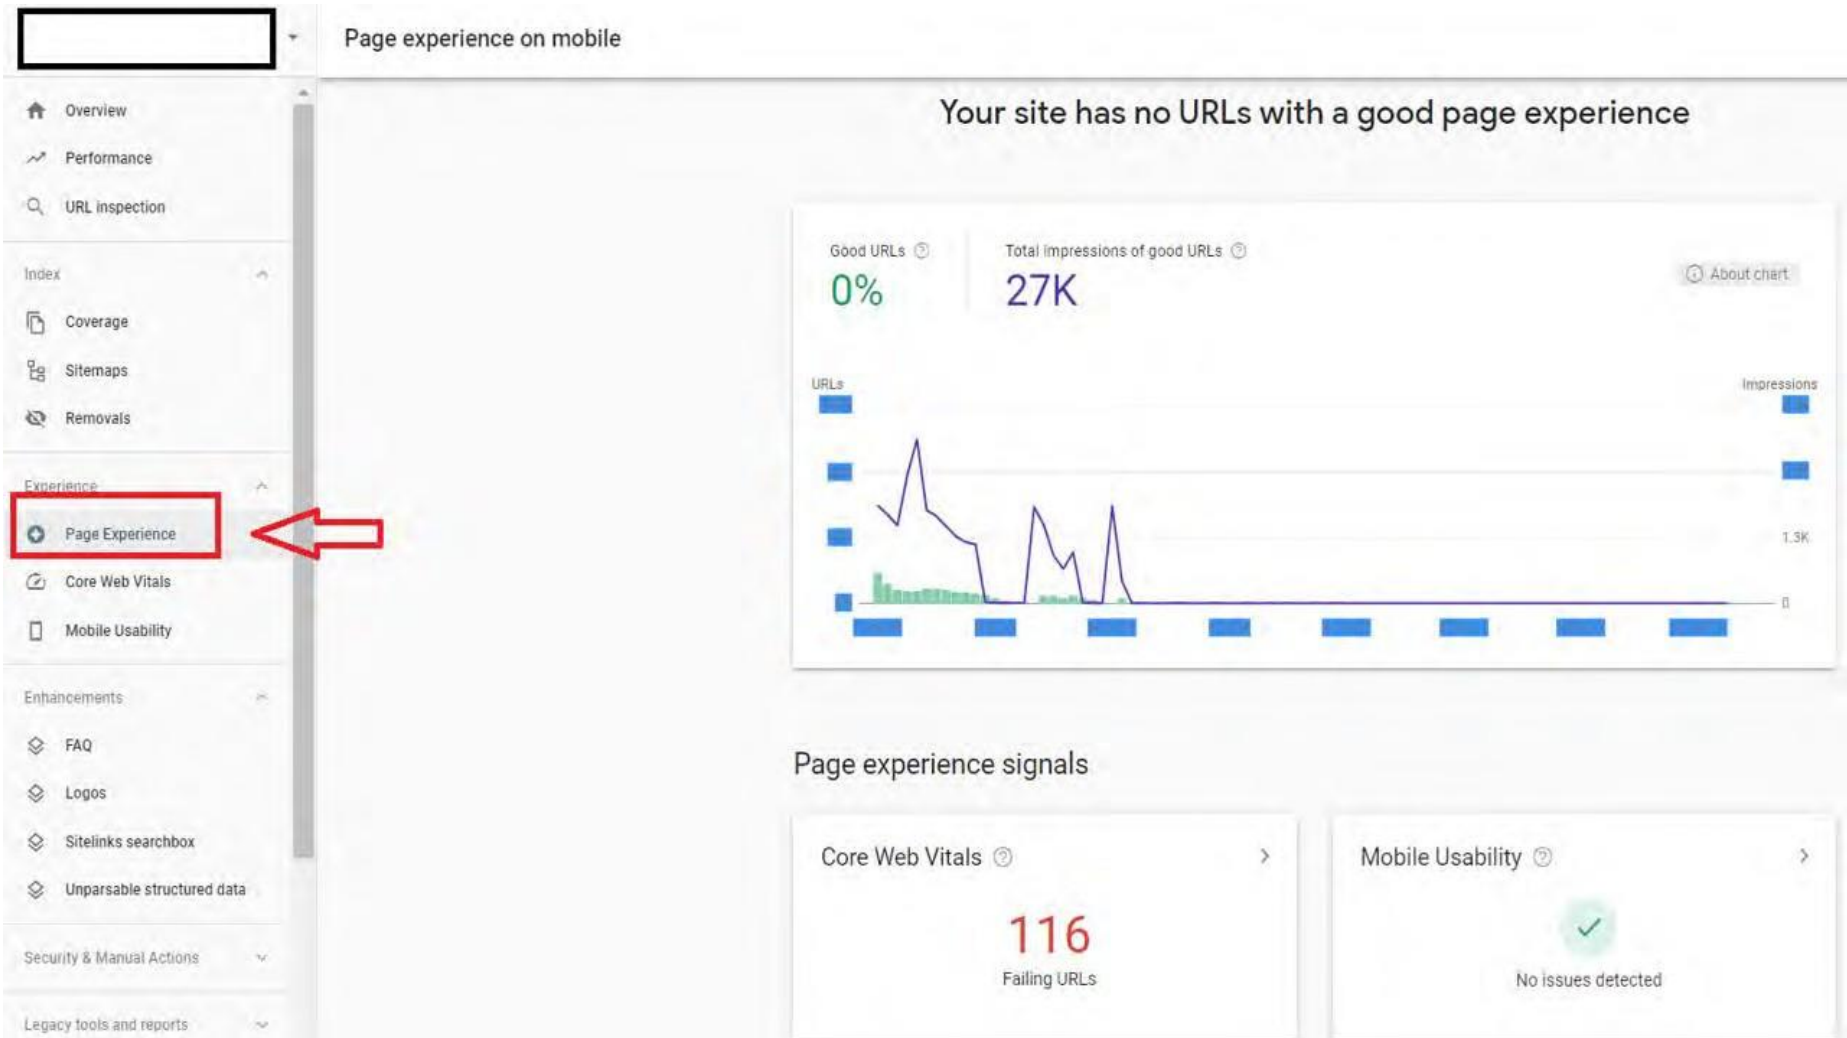 Page experience on mobile
Overview
Performance
URL inspection
Index
Coverage
Sitemaps
Removals
Experience
Page Experience
Core Web Vitals
Mobile Usability
Enhancements
FAQ
Logos
Sitelinks searchbox
Unparsable structured data
Security & Manual Actions
Legacy tools and reports
Your site has no URLs with a good page experience
Good URLs
0%
Total impressions of good URLs
27K
About chart
URLs
Impressions
1.3K
0
Page experience signals
Core Web Vitals
116
Failing URLs
Mobile Usability
No issues detected